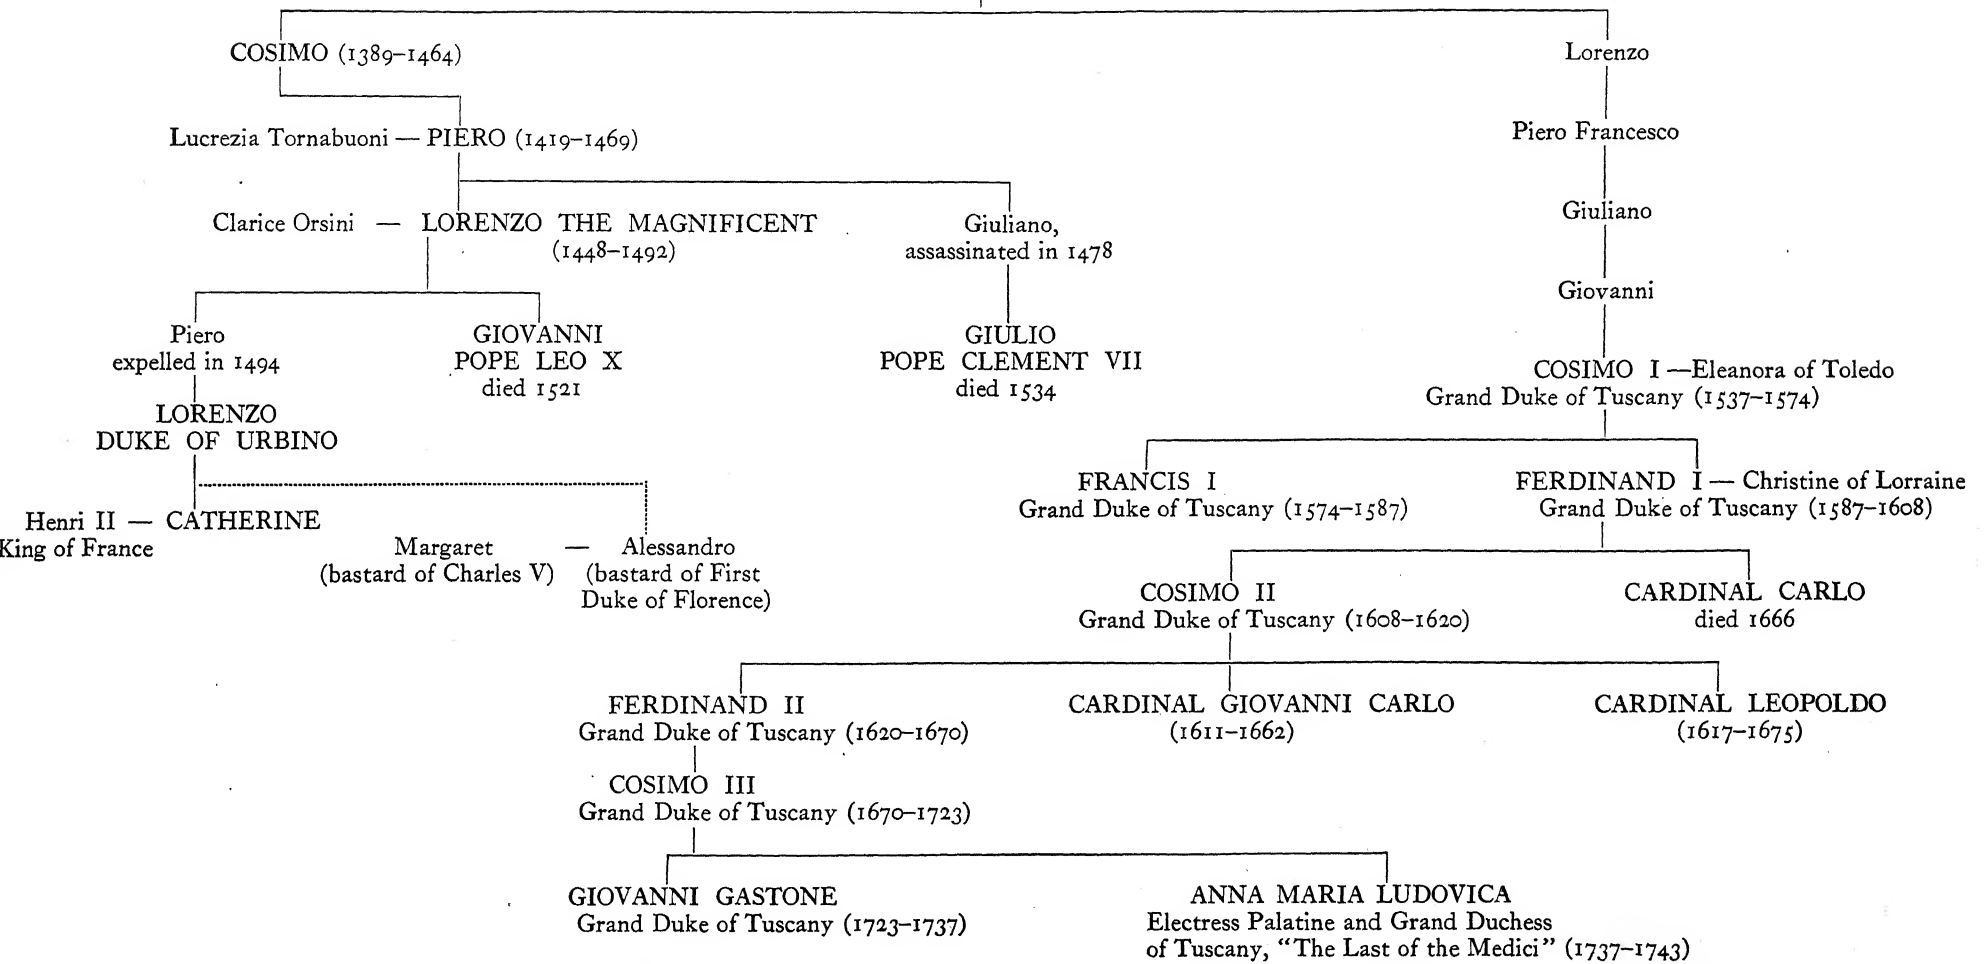 COSIMO (1389–1464)
Lorenzo
Lucrezia Tornabuoni — PIERO (1419–1469)
Piero Francesco
Clarice Orsini — LORENZO THE MAGNIFICENT
(1448–1492)
Giuliano,
assassinated in 1478
Giuliano
Giovanni
Piero
expelled in 1494
GIOVANNI
POPE LEO X
died 1521
GIULIO
POPE CLEMENT VII
died 1534
COSIMO I —Eleanora of Toledo
Grand Duke of Tuscany (1537–1574)
LORENZO
DUKE OF URBINO
FRANCIS I
Grand Duke of Tuscany (1574–1587)
FERDINAND I — Christine of Lorraine
Grand Duke of Tuscany (1587–1608)
Henri II — CATHERINE
King of France
Margaret — Alessandro
(bastard of Charles V)
(bastard of First
Duke of Florence)
COSIMO II
Grand Duke of Tuscany (1608–1620)
CARDINAL CARLO
died 1666
FERDINAND II
Grand Duke of Tuscany (1620–1670)
CARDINAL GIOVANNI CARLO
(1611–1662)
CARDINAL LEOPOLDO
(1617–1675)
COSIMO III
Grand Duke of Tuscany (1670–1723)
GIOVANNI GASTONE
Grand Duke of Tuscany (1723–1737)
ANNA MARIA LUDOVICA
Electress Palatine and Grand Duchess
of Tuscany, “The Last of the Medici” (1737–1743)